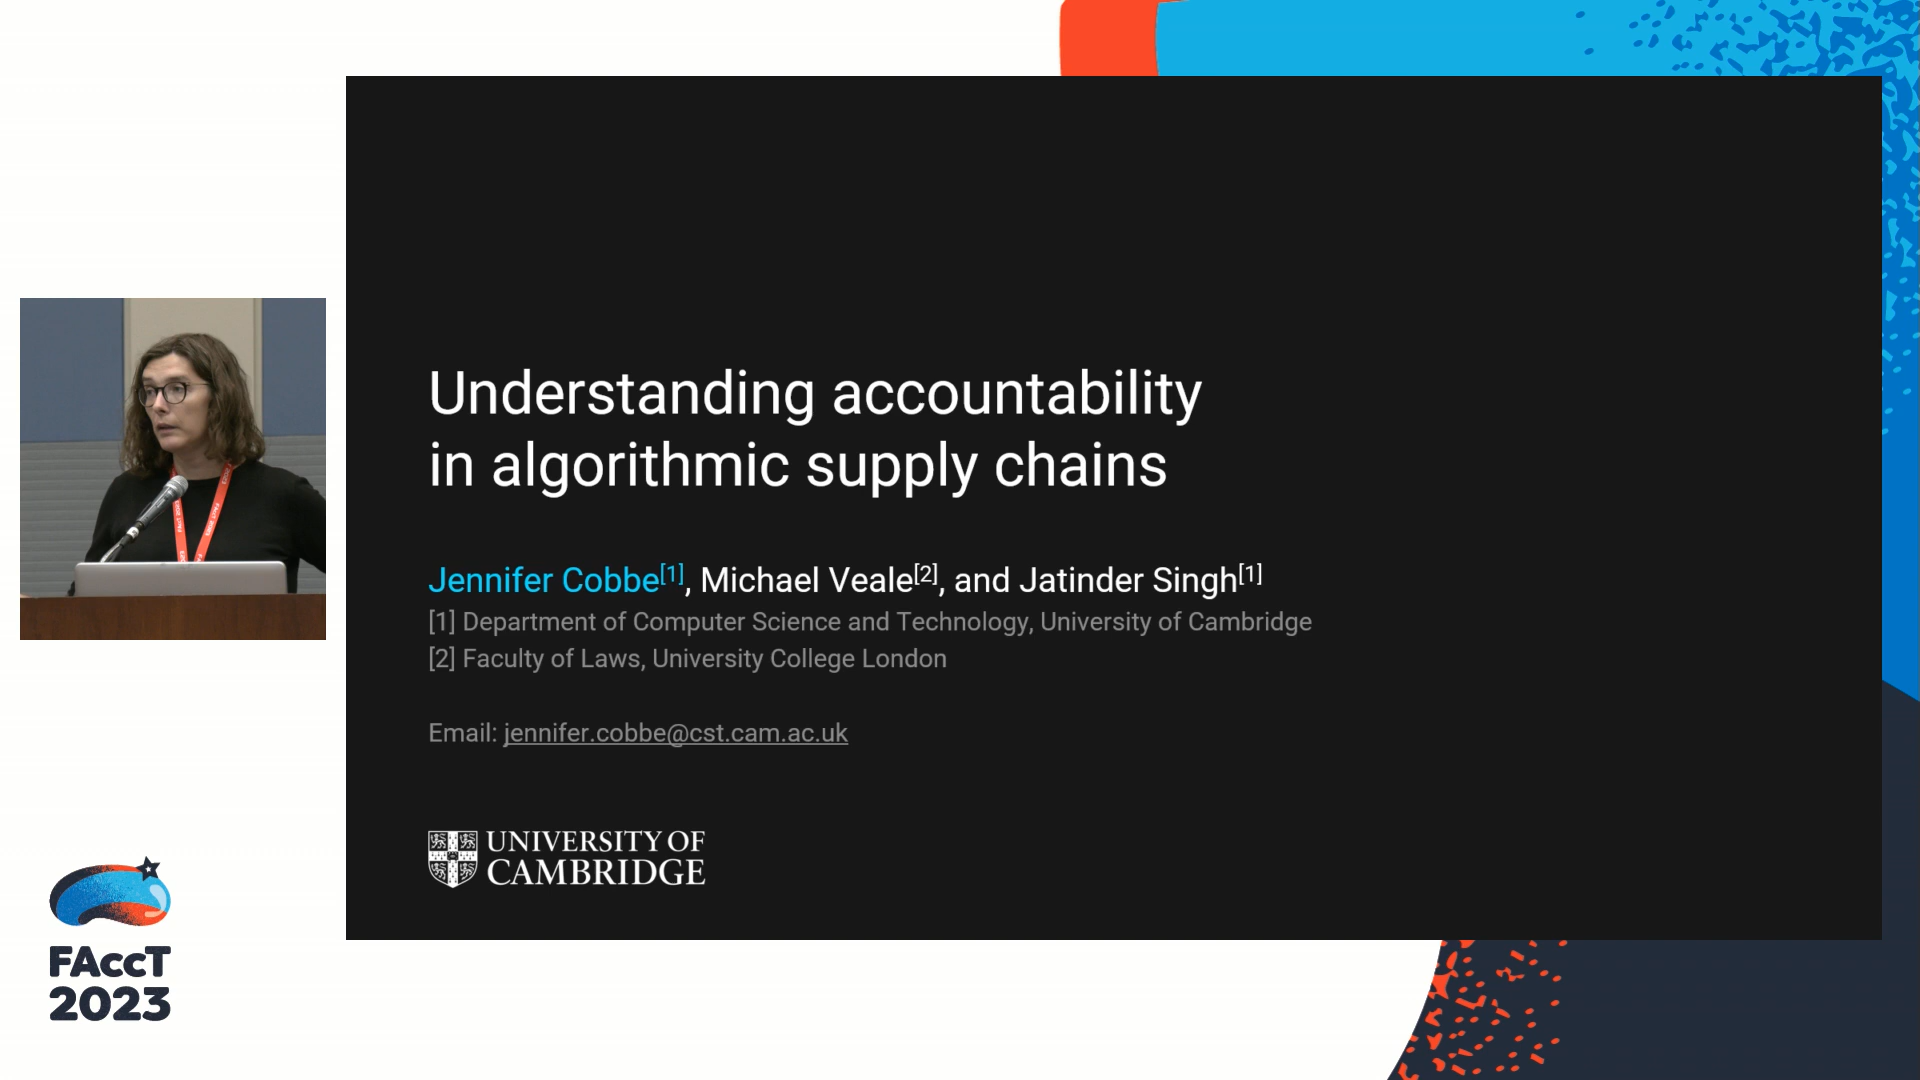 Understanding accountability
in algorithmic supply chains
Jennifer Cobbe[1], Michael Veale[2], and Jatinder Singh[1]
[1] Department of Computer Science and Technology, University of Cambridge
[2] Faculty of Laws, University College London
Email: jennifer.cobbe@cst.cam.ac.uk
UNIVERSITY OF
CAMBRIDGE
FAccT
2023